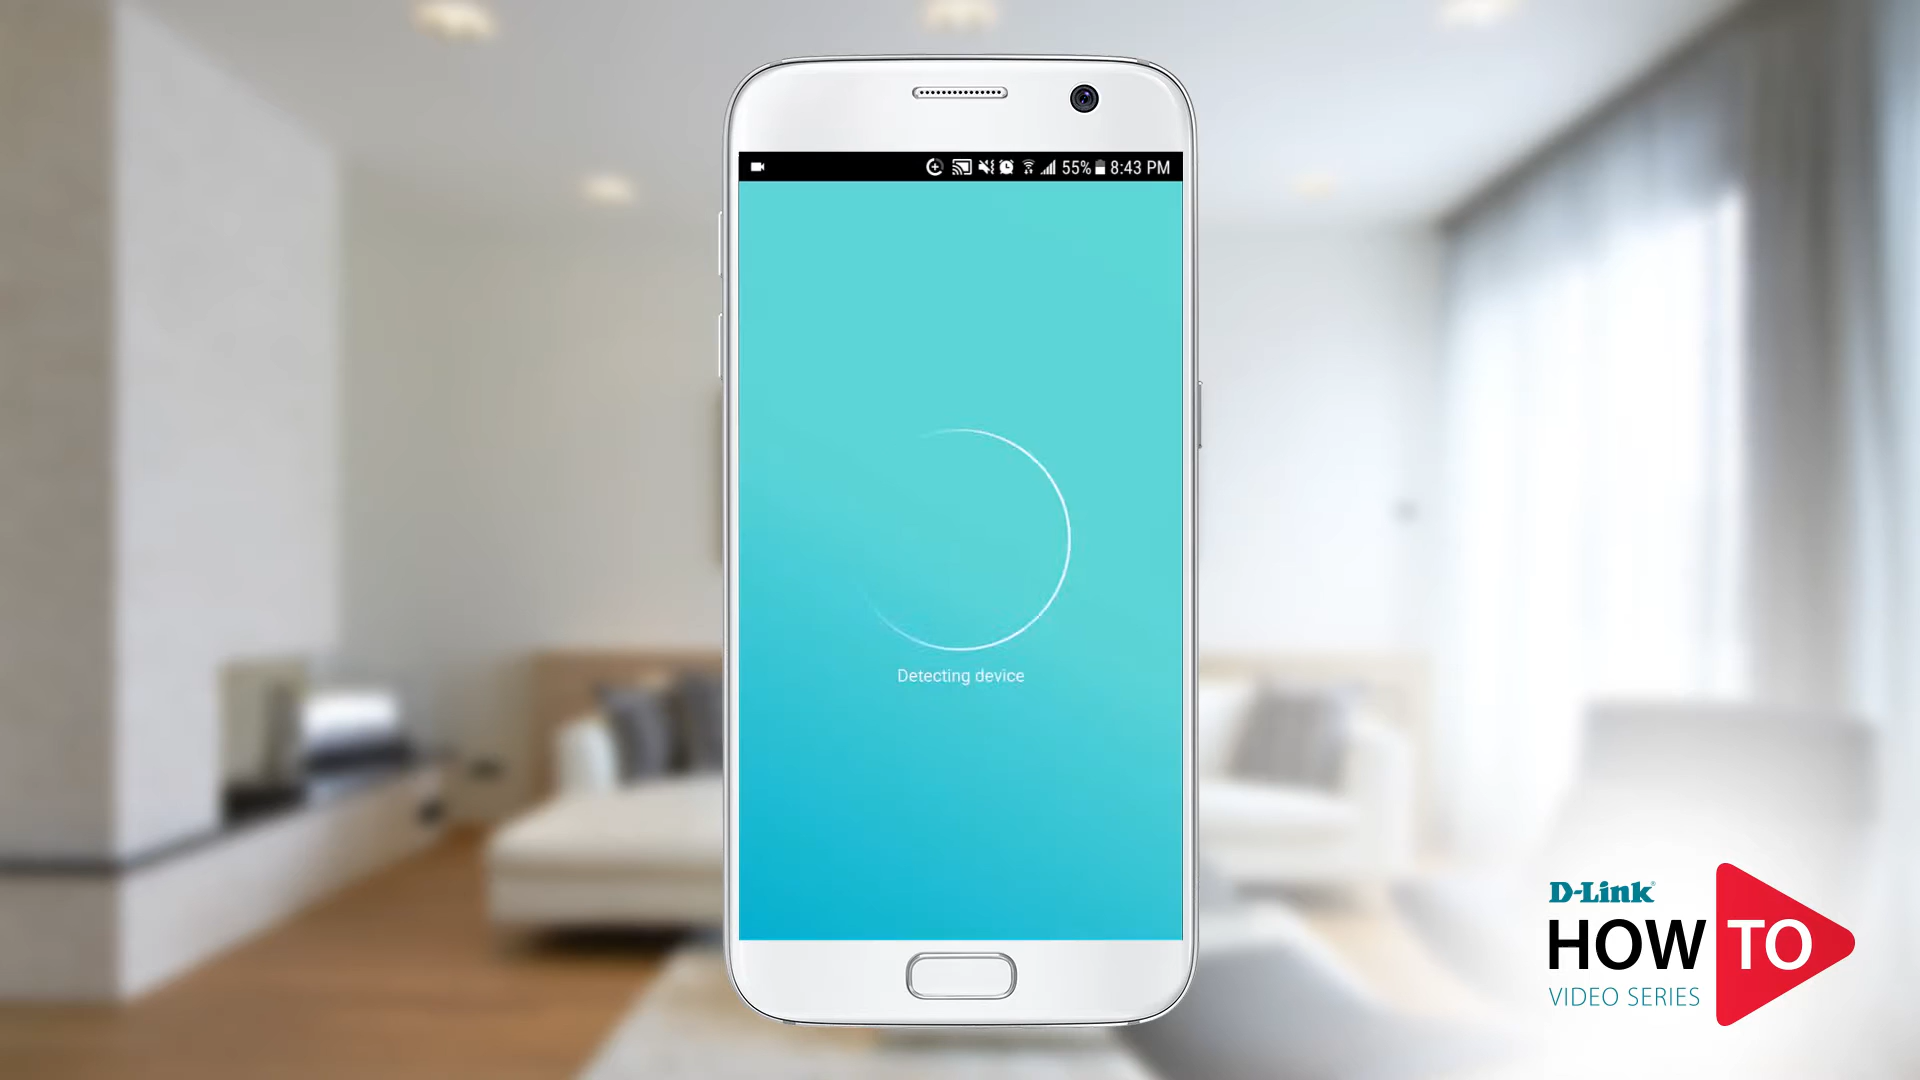 55% 8:43 PM
Detecting device
D-Link®
HOW TO
VIDEO SERIES